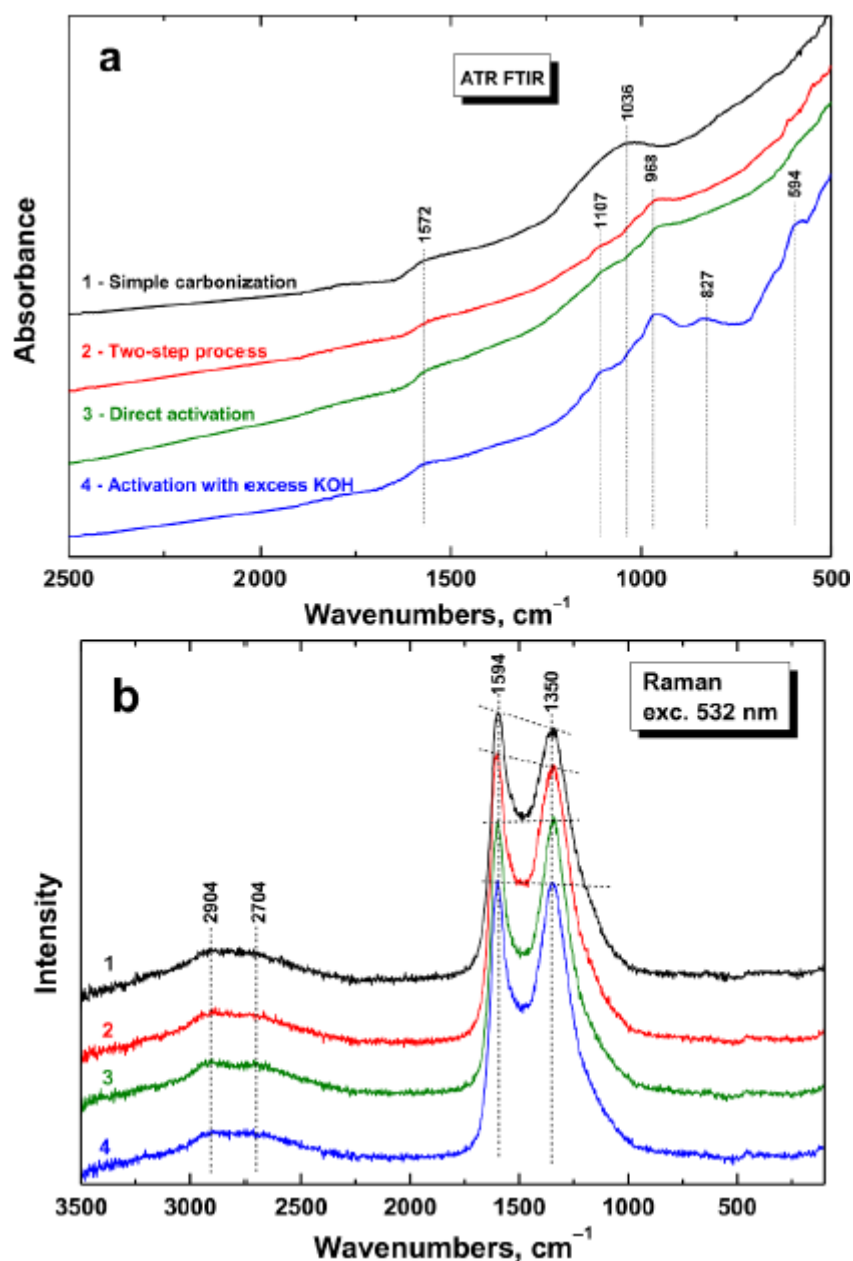 a
ATR FTIR
1572
1107
1036
968
827
594
1 - Simple carbonization
2 - Two-step process
3 - Direct activation
4 - Activation with excess KOH
Absorbance
2500 2000 1500 1000 500
Wavenumbers, cm⁻¹
b
Raman
exc. 532 nm
2904
2704
1594
1350
1
2
3
4
Intensity
3500 3000 2500 2000 1500 1000 500
Wavenumbers, cm⁻¹